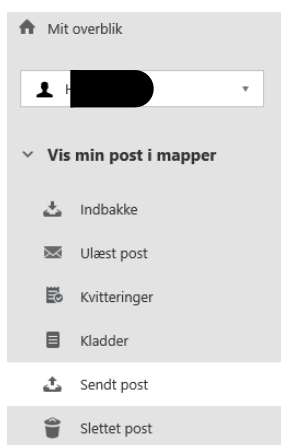 Mit overblik
Vis min post i mapper
Indbakke
Ulæst post
Kvitteringer
Kladder
Sendt post
Slettet post